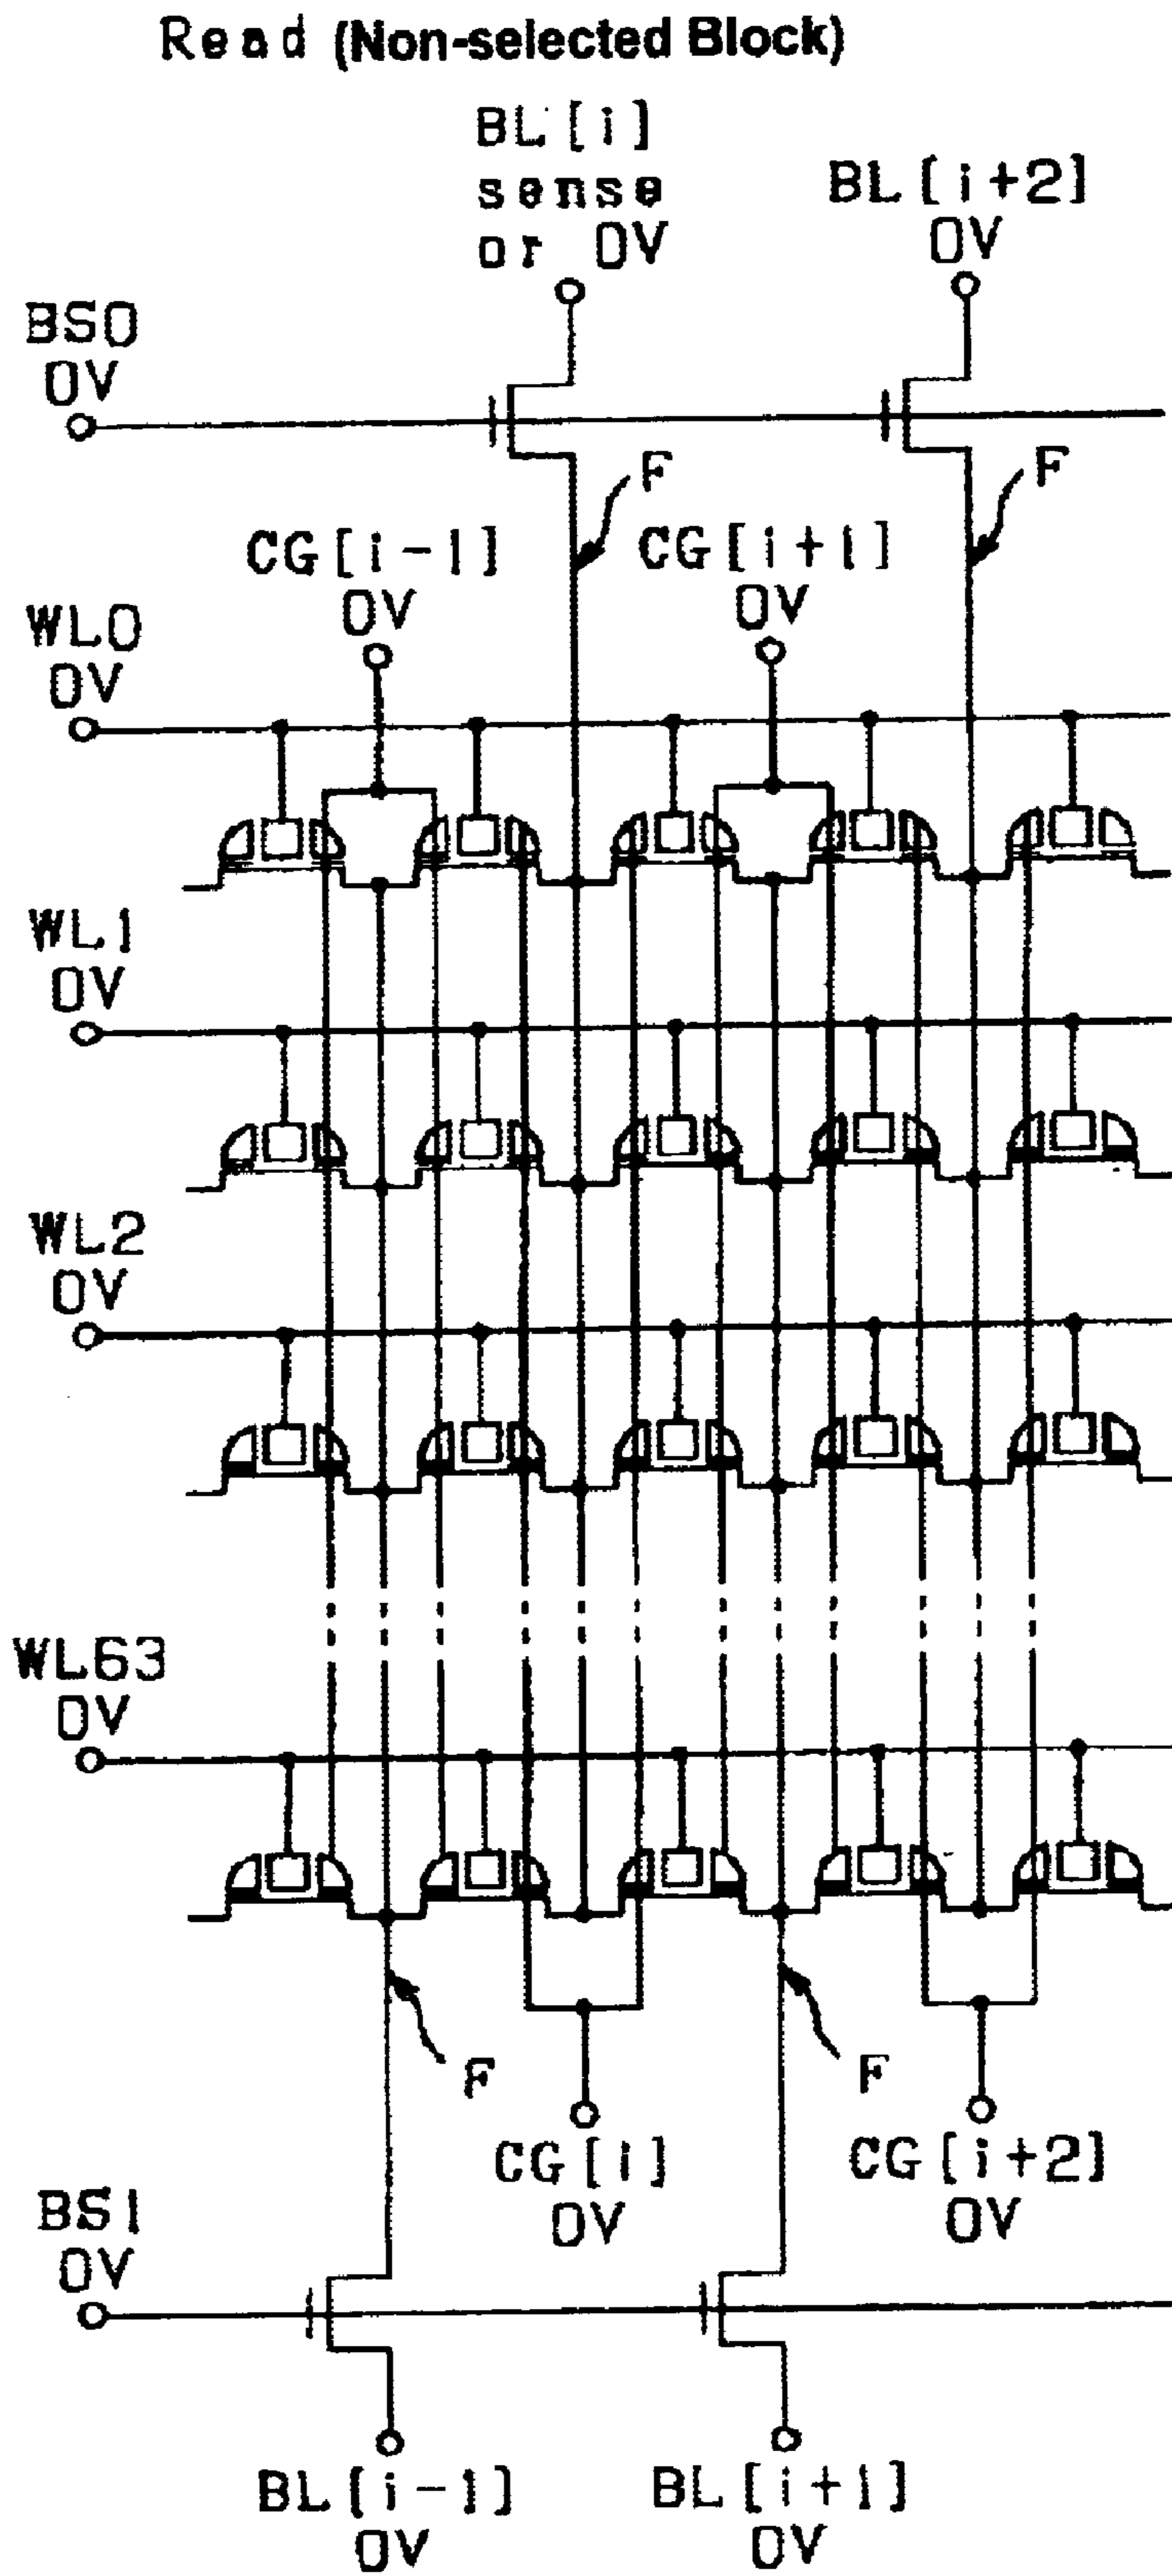 Read (Non-selected Block)
BL[i]
sense
or 0V
BL[i+2]
0V
BS0
0V
F
F
CG[i-1]
0V
CG[i+1]
0V
WL0
0V
WL1
0V
WL2
0V
WL63
0V
F
F
CG[i]
0V
CG[i+2]
0V
BS1
0V
BL[i-1]
0V
BL[i+1]
0V